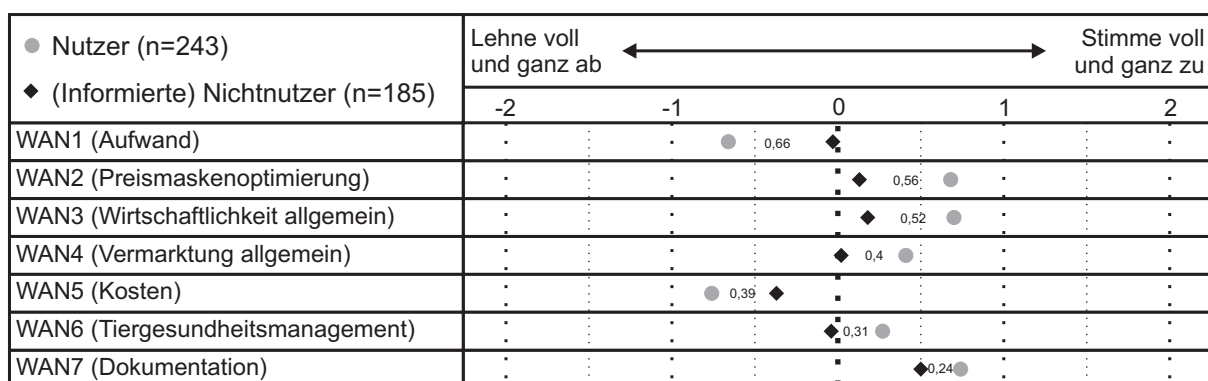 Nutzer (n=243)
(Informierte) Nichtnutzer (n=185)
Lehne voll
und ganz ab
Stimme voll
und ganz zu
-2 -1 0 1 2
WAN1 (Aufwand) 0,66
WAN2 (Preismaskenoptimierung) 0,56
WAN3 (Wirtschaftlichkeit allgemein) 0,52
WAN4 (Vermarktung allgemein) 0,4
WAN5 (Kosten) 0,39
WAN6 (Tiergesundheitsmanagement) 0,31
WAN7 (Dokumentation) 0,24